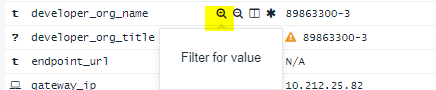 t developer_org_name 89863300-3
? developer_org_title 89863300-3
Filter for value
t endpoint_url N/A
gateway_ip 10.212.25.82